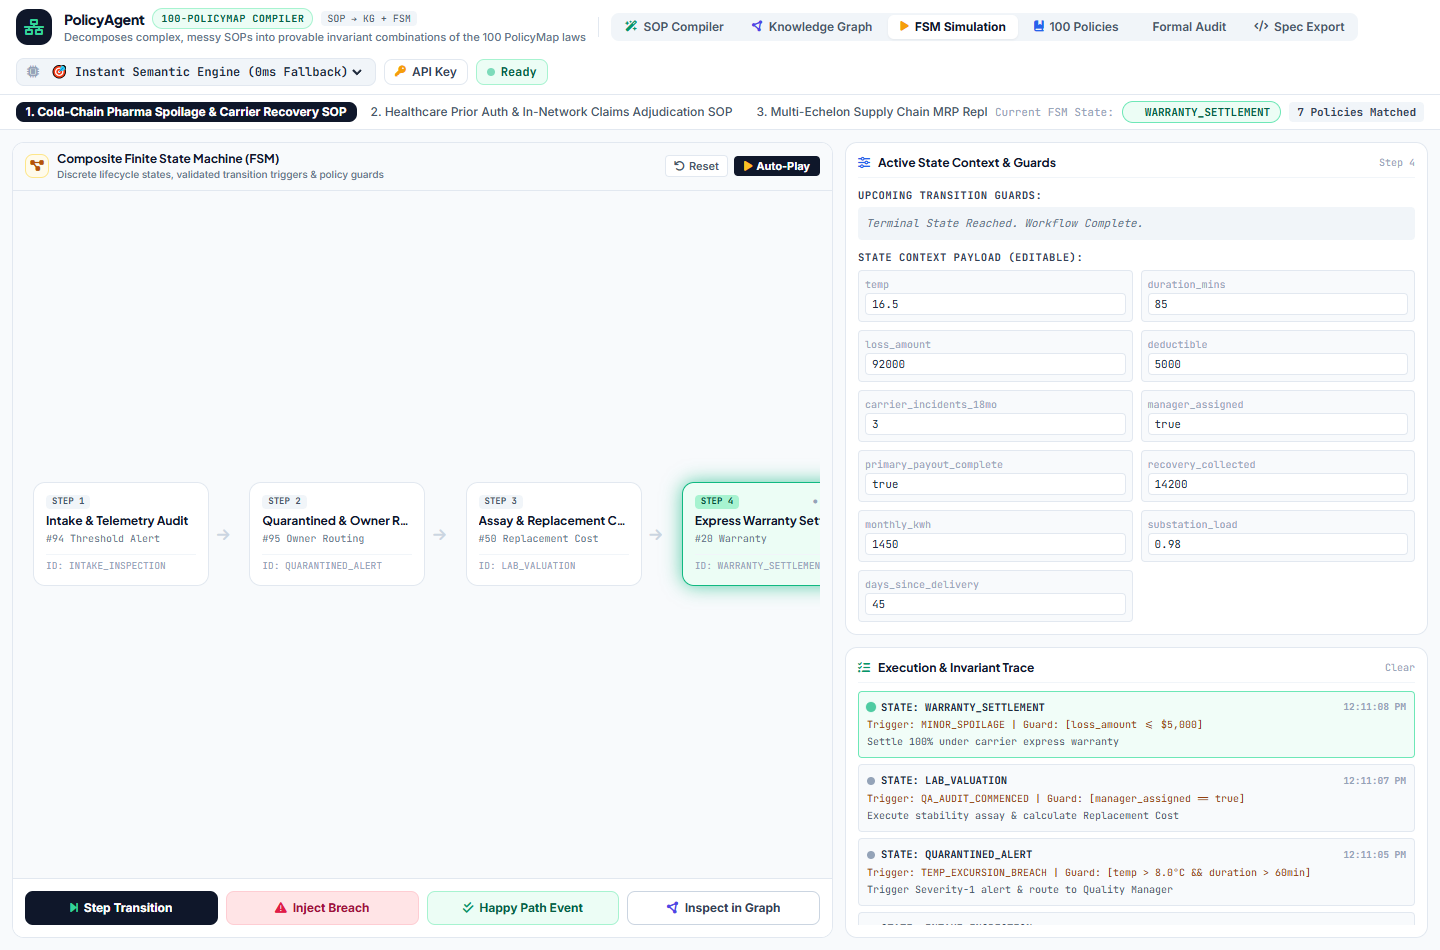 PolicyAgent
100-POLICYMAP COMPILER
SOP → KG + FSM
Decomposes complex, messy SOPs into provable invariant combinations of the 100 PolicyMap laws
SOP Compiler
Knowledge Graph
FSM Simulation
100 Policies
Formal Audit
</> Spec Export
Instant Semantic Engine (0ms Fallback)
API Key
Ready
1. Cold-Chain Pharma Spoilage & Carrier Recovery SOP
2. Healthcare Prior Auth & In-Network Claims Adjudication SOP
3. Multi-Echelon Supply Chain MRP Repl
Current FSM State:
WARRANTY_SETTLEMENT
7 Policies Matched
Composite Finite State Machine (FSM)
Discrete lifecycle states, validated transition triggers & policy guards
Reset
Auto-Play
STEP 1
Intake & Telemetry Audit
#94 Threshold Alert
ID: INTAKE_INSPECTION
STEP 2
Quarantined & Owner R...
#95 Owner Routing
ID: QUARANTINED_ALERT
STEP 3
Assay & Replacement C...
#50 Replacement Cost
ID: LAB_VALUATION
STEP 4
Express Warranty Set
#20 Warranty
ID: WARRANTY_SETTLEMEN
Step Transition
Inject Breach
Happy Path Event
Inspect in Graph
Active State Context & Guards
Step 4
UPCOMING TRANSITION GUARDS:
Terminal State Reached. Workflow Complete.
STATE CONTEXT PAYLOAD (EDITABLE):
temp
16.5
duration_mins
85
loss_amount
92000
deductible
5000
carrier_incidents_18mo
3
manager_assigned
true
primary_payout_complete
true
recovery_collected
14200
monthly_kwh
1450
substation_load
0.98
days_since_delivery
45
Execution & Invariant Trace
Clear
STATE: WARRANTY_SETTLEMENT
12:11:08 PM
Trigger: MINOR_SPOILAGE | Guard: [loss_amount <= $5,000]
Settle 100% under carrier express warranty
STATE: LAB_VALUATION
12:11:07 PM
Trigger: QA_AUDIT_COMMENCED | Guard: [manager_assigned == true]
Execute stability assay & calculate Replacement Cost
STATE: QUARANTINED_ALERT
12:11:05 PM
Trigger: TEMP_EXCURSION_BREACH | Guard: [temp > 8.0°C && duration > 60min]
Trigger Severity-1 alert & route to Quality Manager